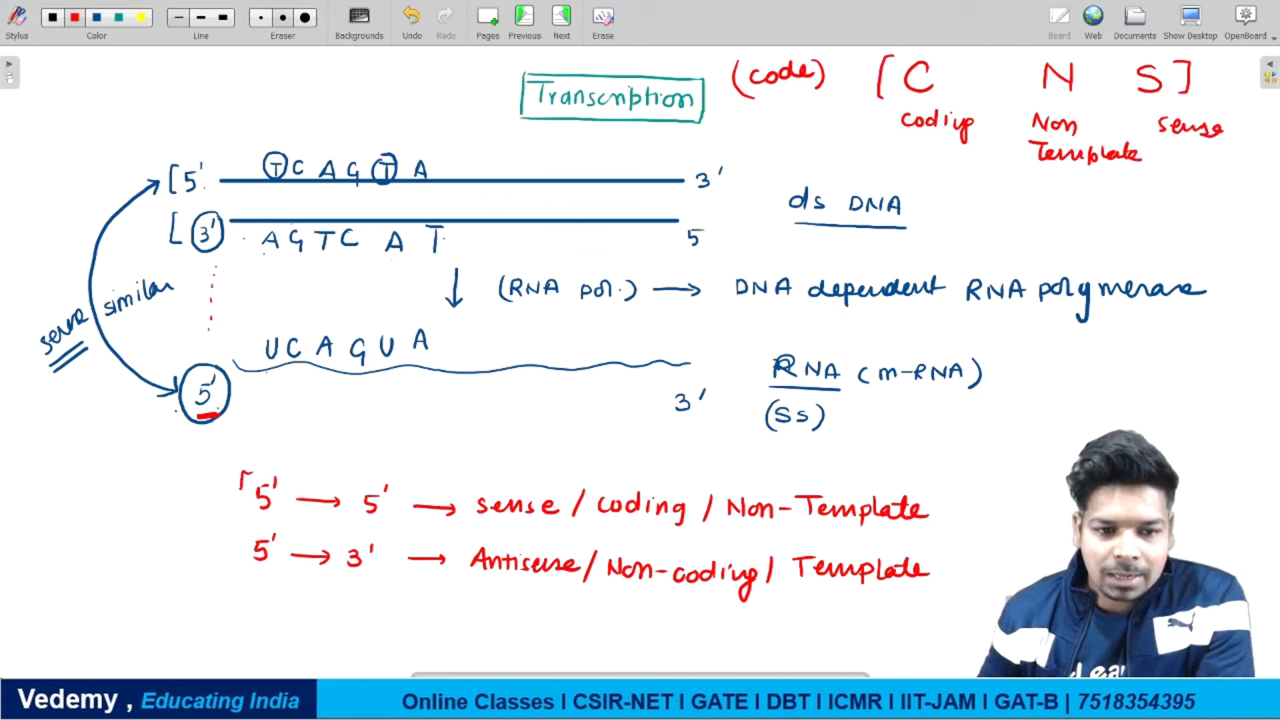 Stylus Color Line Eraser Backgrounds Undo Redo Pages Previous Next Erase Board Web Documents Show Desktop OpenBoard
Transcription (code) [ C N S ]
coding Non sense
Template
[5' TCAGTA 3'
[3' AGTCAT 5
ds DNA
similar
(RNA pol.) → DNA dependent RNA polymerase
UCAGUA
5' 3'
RNA (m-RNA)
(Ss)
5' → 5' → sense / coding / Non-Template
5' → 3' → Antisense / Non-coding / Template
Vedemy , Educating India
Online Classes I CSIR-NET I GATE I DBT I ICMR I IIT-JAM I GAT-B | 7518354395